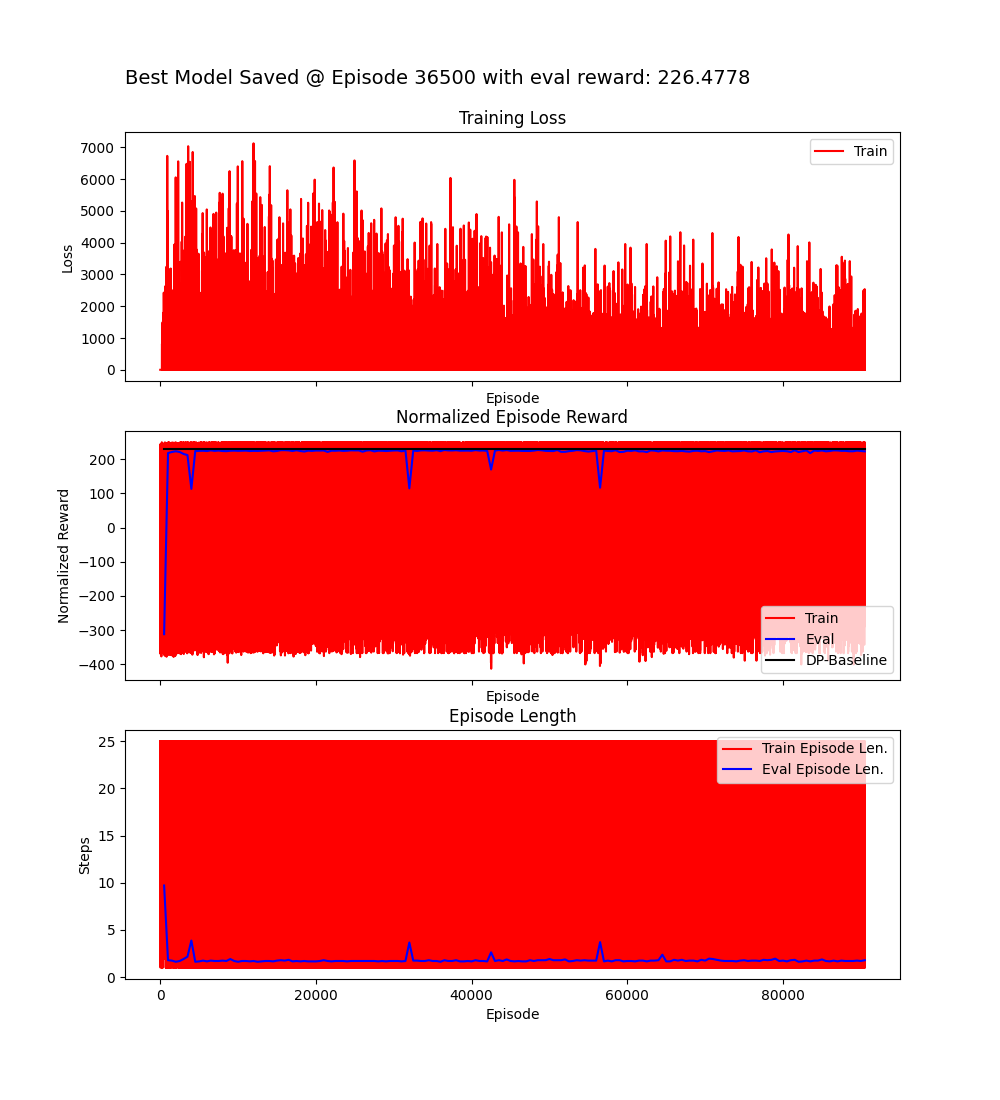 Best Model Saved @ Episode 36500 with eval reward: 226.4778
Training Loss
7000
6000
5000
4000
3000
2000
1000
0
Loss
Train
Episode
Normalized Episode Reward
200
100
0
−100
−200
−300
−400
Normalized Reward
Train
Eval
DP-Baseline
Episode
Episode Length
25
20
15
10
5
0
Steps
Train Episode Len.
Eval Episode Len.
0 20000 40000 60000 80000
Episode